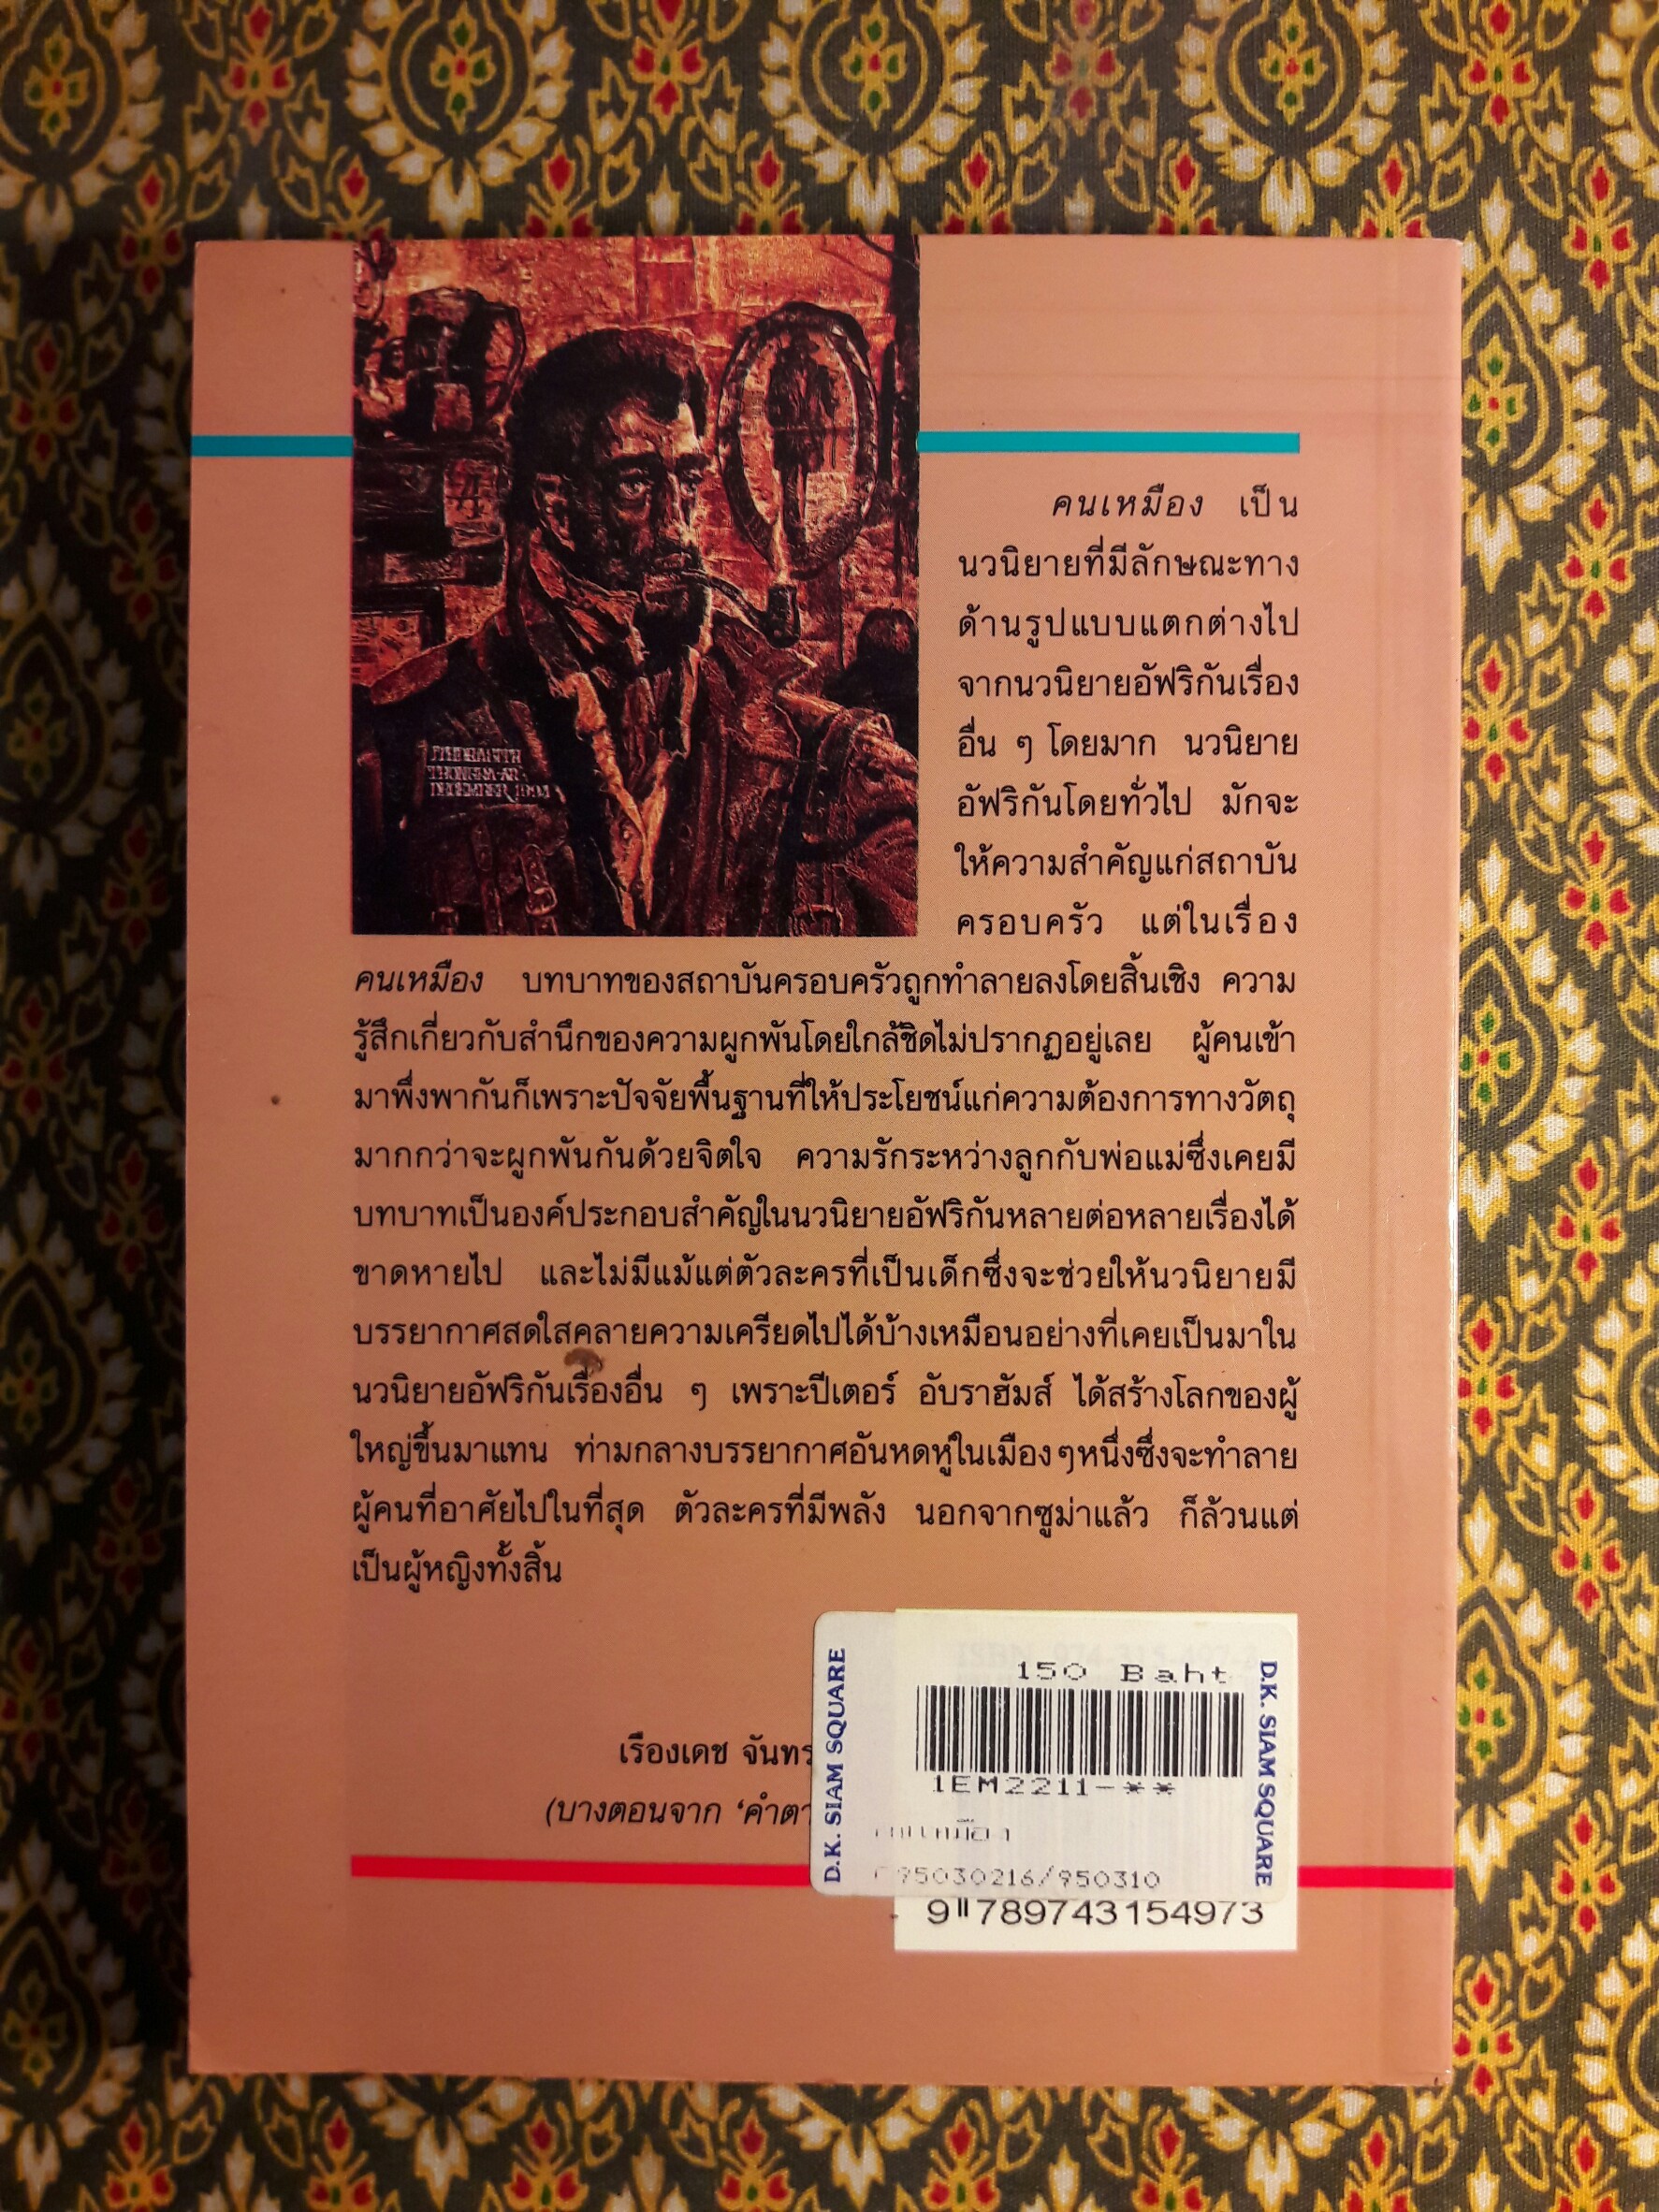 THONGKA-AR
DECEMBER 1994
คนเหมือง เป็น
นวนิยายที่มีลักษณะทาง
ด้านรูปแบบแตกต่างไป
จากนวนิยายอัฟริกันเรื่อง
อื่น ๆ โดยมาก นวนิยาย
อัฟริกันโดยทั่วไป มักจะ
ให้ความสำคัญแก่สถาบัน
ครอบครัว แต่ในเรื่อง
คนเหมือง บทบาทของสถาบันครอบครัวถูกทำลายลงโดยสิ้นเชิง ความ
รู้สึกเกี่ยวกับสำนึกของความผูกพันโดยใกล้ชิดไม่ปรากฏอยู่เลย ผู้คนเข้า
มาพึ่งพากันก็เพราะปัจจัยพื้นฐานที่ให้ประโยชน์แก่ความต้องการทางวัตถุ
มากกว่าจะผูกพันกันด้วยจิตใจ ความรักระหว่างลูกกับพ่อแม่ซึ่งเคยมี
บทบาทเป็นองค์ประกอบสำคัญในนวนิยายอัฟริกันหลายต่อหลายเรื่องได้
ขาดหายไป และไม่มีแม้แต่ตัวละครที่เป็นเด็กซึ่งจะช่วยให้นวนิยายมี
บรรยากาศสดใสคลายความเครียดไปได้บ้างเหมือนอย่างที่เคยเป็นมาใน
นวนิยายอัฟริกันเรื่องอื่น ๆ เพราะปีเตอร์ อับราฮัมส์ ได้สร้างโลกของผู้
ใหญ่ขึ้นมาแทน ท่ามกลางบรรยากาศอันหดหู่ในเมืองๆหนึ่งซึ่งจะทำลาย
ผู้คนที่อาศัยไปในที่สุด ตัวละครที่มีพลัง นอกจากซูม่าแล้ว ก็ล้วนแต่
เป็นผู้หญิงทั้งสิ้น
เรืองเดช จันทร
(บางตอนจาก ‘คำตา
D.K. SIAM SQUARE
150 Baht
1EM2211-**
คนเหมือง
95030216/950310
D.K. SIAM SQUARE
9 789743 154973